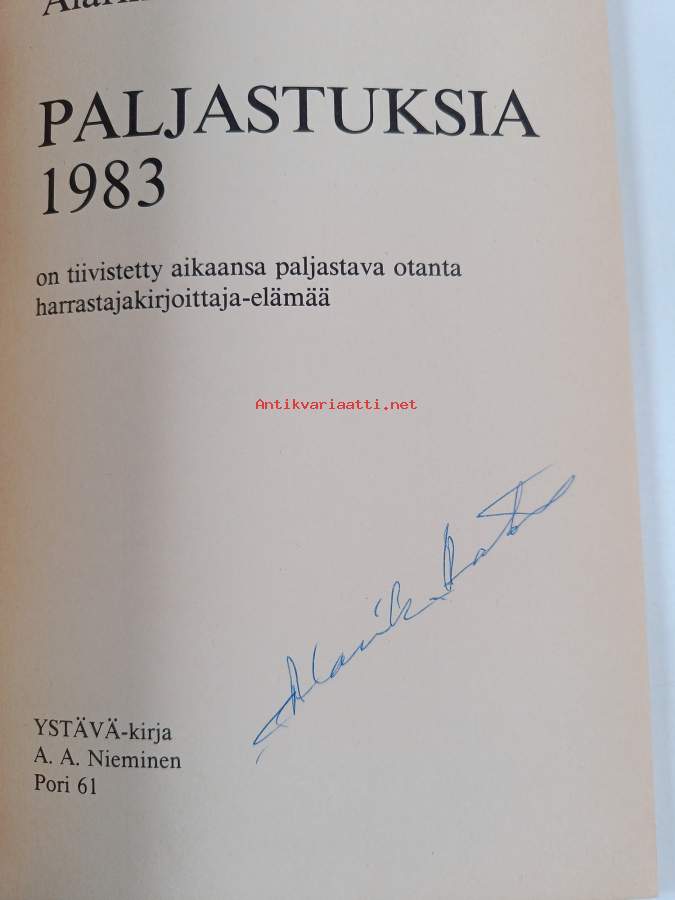 PALJASTUKSIA
1983
on tiivistetty aikaansa paljastava otanta
harrastajakirjoittaja-elämää
Antikvariaatti.net
YSTÄVÄ-kirja
A. A. Nieminen
Pori 61